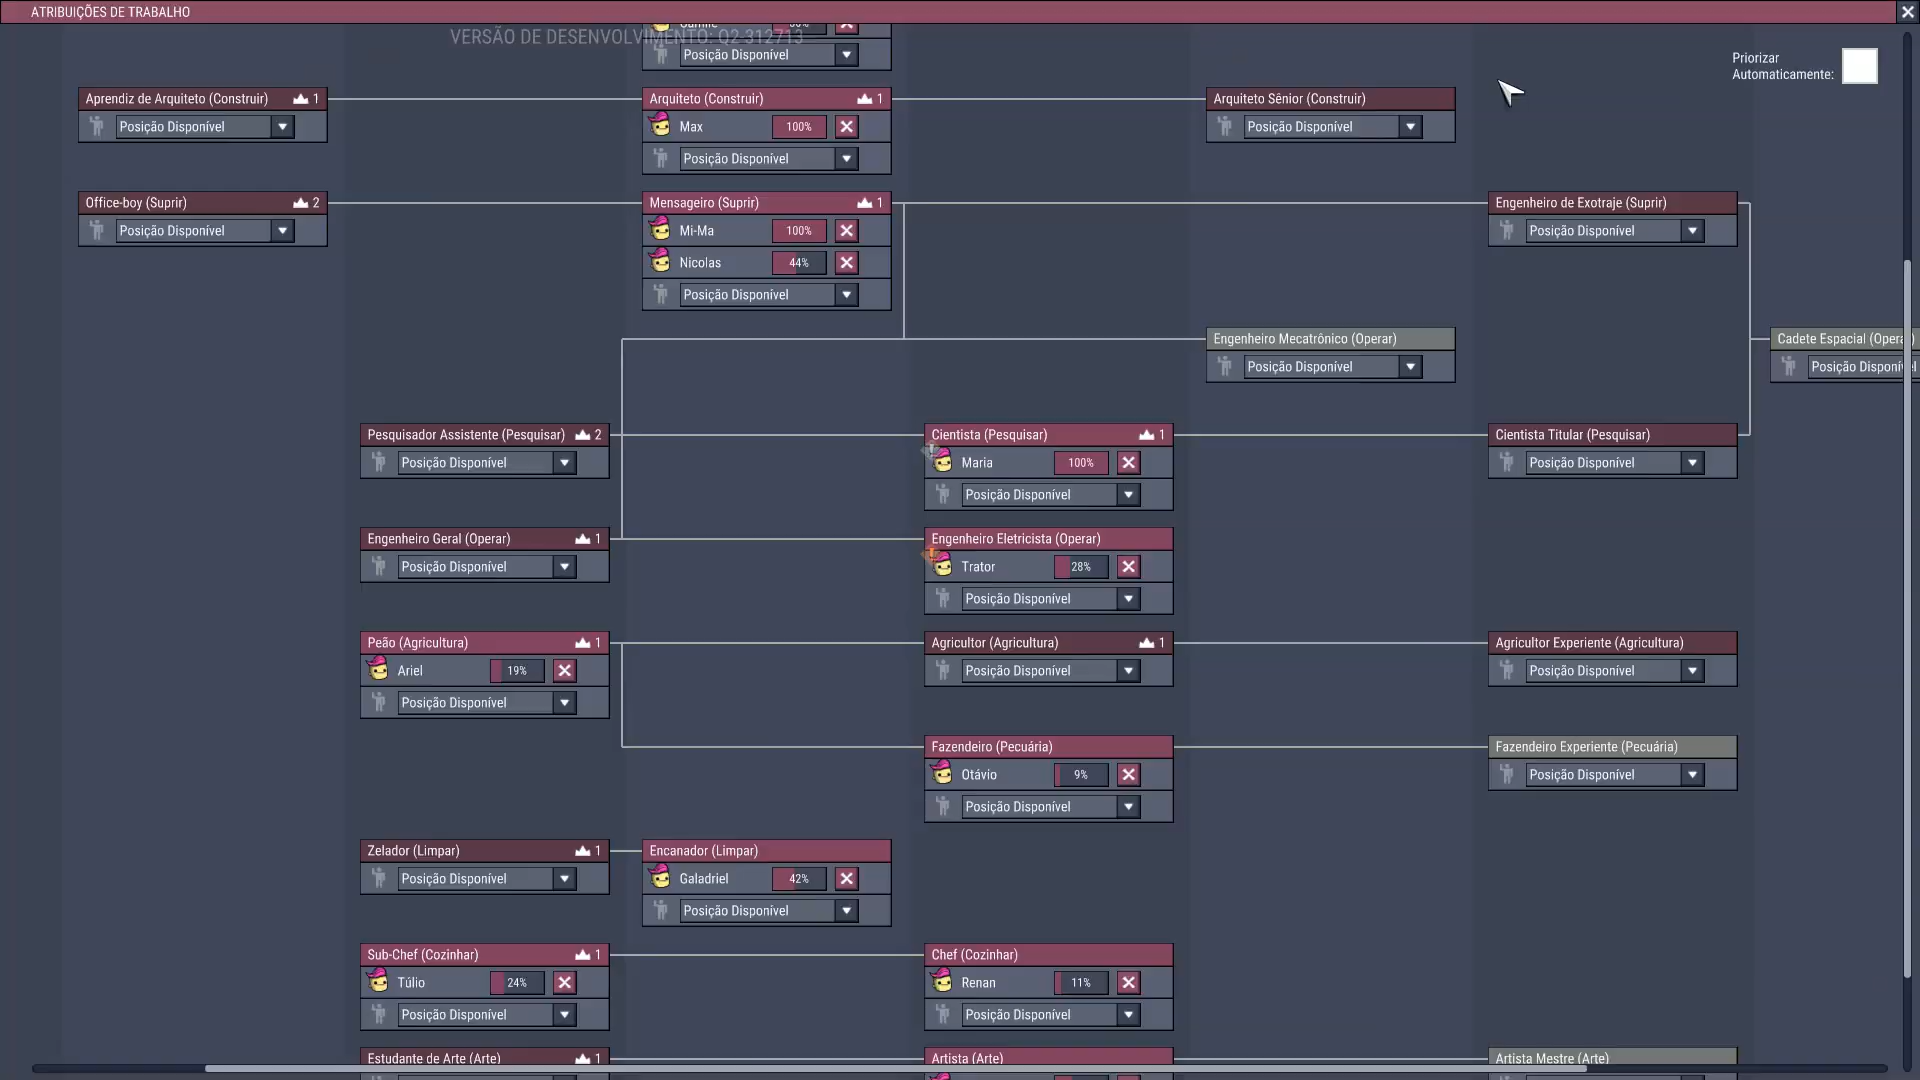 ATRIBUIÇÕES DE TRABALHO
VERSÃO DE DESENVOLVIMENTO: Q2-312713
Posição Disponível
Priorizar
Automaticamente:
Aprendiz de Arquiteto (Construir) 1
Posição Disponível
Arquiteto (Construir) 1
Max 100%
Posição Disponível
Arquiteto Sênior (Construir)
Posição Disponível
Office-boy (Suprir) 2
Posição Disponível
Mensageiro (Suprir) 1
Mi-Ma 100%
Nicolas 44%
Posição Disponível
Engenheiro de Exotraje (Suprir)
Posição Disponível
Engenheiro Mecatrônico (Operar)
Posição Disponível
Cadete Espacial (Opera
Posição Disponível
Pesquisador Assistente (Pesquisar) 2
Posição Disponível
Cientista (Pesquisar) 1
Maria 100%
Posição Disponível
Cientista Titular (Pesquisar)
Posição Disponível
Engenheiro Geral (Operar) 1
Posição Disponível
Engenheiro Eletricista (Operar)
Trator 28%
Posição Disponível
Peão (Agricultura) 1
Ariel 19%
Posição Disponível
Agricultor (Agricultura) 1
Posição Disponível
Agricultor Experiente (Agricultura)
Posição Disponível
Fazendeiro (Pecuária)
Otávio 9%
Posição Disponível
Fazendeiro Experiente (Pecuária)
Posição Disponível
Zelador (Limpar) 1
Posição Disponível
Encanador (Limpar)
Galadriel 42%
Posição Disponível
Sub-Chef (Cozinhar) 1
Túlio 24%
Posição Disponível
Chef (Cozinhar)
Renan 11%
Posição Disponível
Estudante de Arte (Arte) 1
Artista (Arte)
Artista Mestre (Arte)